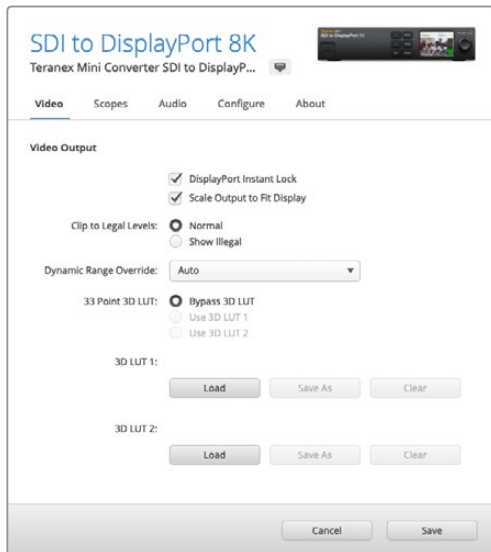 SDI to DisplayPort 8K
Teranex Mini Converter SDI to DisplayP...
Video Scopes Audio Configure About
Video Output
DisplayPort Instant Lock
Scale Output to Fit Display
Clip to Legal Levels: Normal
Show Illegal
Dynamic Range Override: Auto
33 Point 3D LUT: Bypass 3D LUT
Use 3D LUT 1
Use 3D LUT 2
3D LUT 1:
Load Save As Clear
3D LUT 2:
Load Save As Clear
Cancel Save